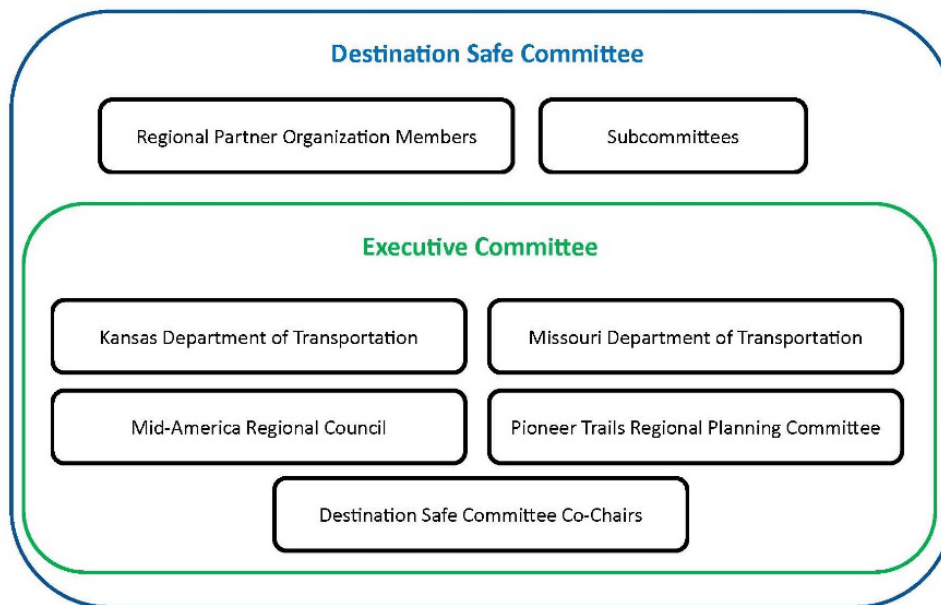 Destination Safe Committee
Regional Partner Organization Members
Subcommittees
Executive Committee
Kansas Department of Transportation
Missouri Department of Transportation
Mid-America Regional Council
Pioneer Trails Regional Planning Committee
Destination Safe Committee Co-Chairs